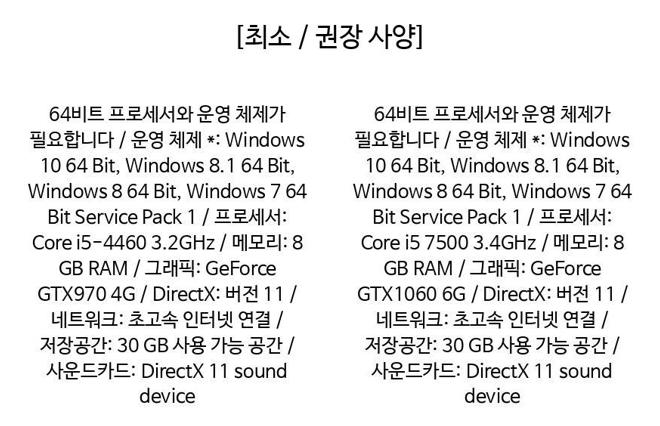 [최소 / 권장 사양]
64비트 프로세서와 운영 체제가
필요합니다 / 운영 체제 *: Windows
10 64 Bit, Windows 8.1 64 Bit,
Windows 8 64 Bit, Windows 7 64
Bit Service Pack 1 / 프로세서:
Core i5-4460 3.2GHz / 메모리: 8
GB RAM / 그래픽: GeForce
GTX970 4G / DirectX: 버전 11 /
네트워크: 초고속 인터넷 연결 /
저장공간: 30 GB 사용 가능 공간 /
사운드카드: DirectX 11 sound
device
64비트 프로세서와 운영 체제가
필요합니다 / 운영 체제 *: Windows
10 64 Bit, Windows 8.1 64 Bit,
Windows 8 64 Bit, Windows 7 64
Bit Service Pack 1 / 프로세서:
Core i5 7500 3.4GHz / 메모리: 8
GB RAM / 그래픽: GeForce
GTX1060 6G / DirectX: 버전 11 /
네트워크: 초고속 인터넷 연결 /
저장공간: 30 GB 사용 가능 공간 /
사운드카드: DirectX 11 sound
device